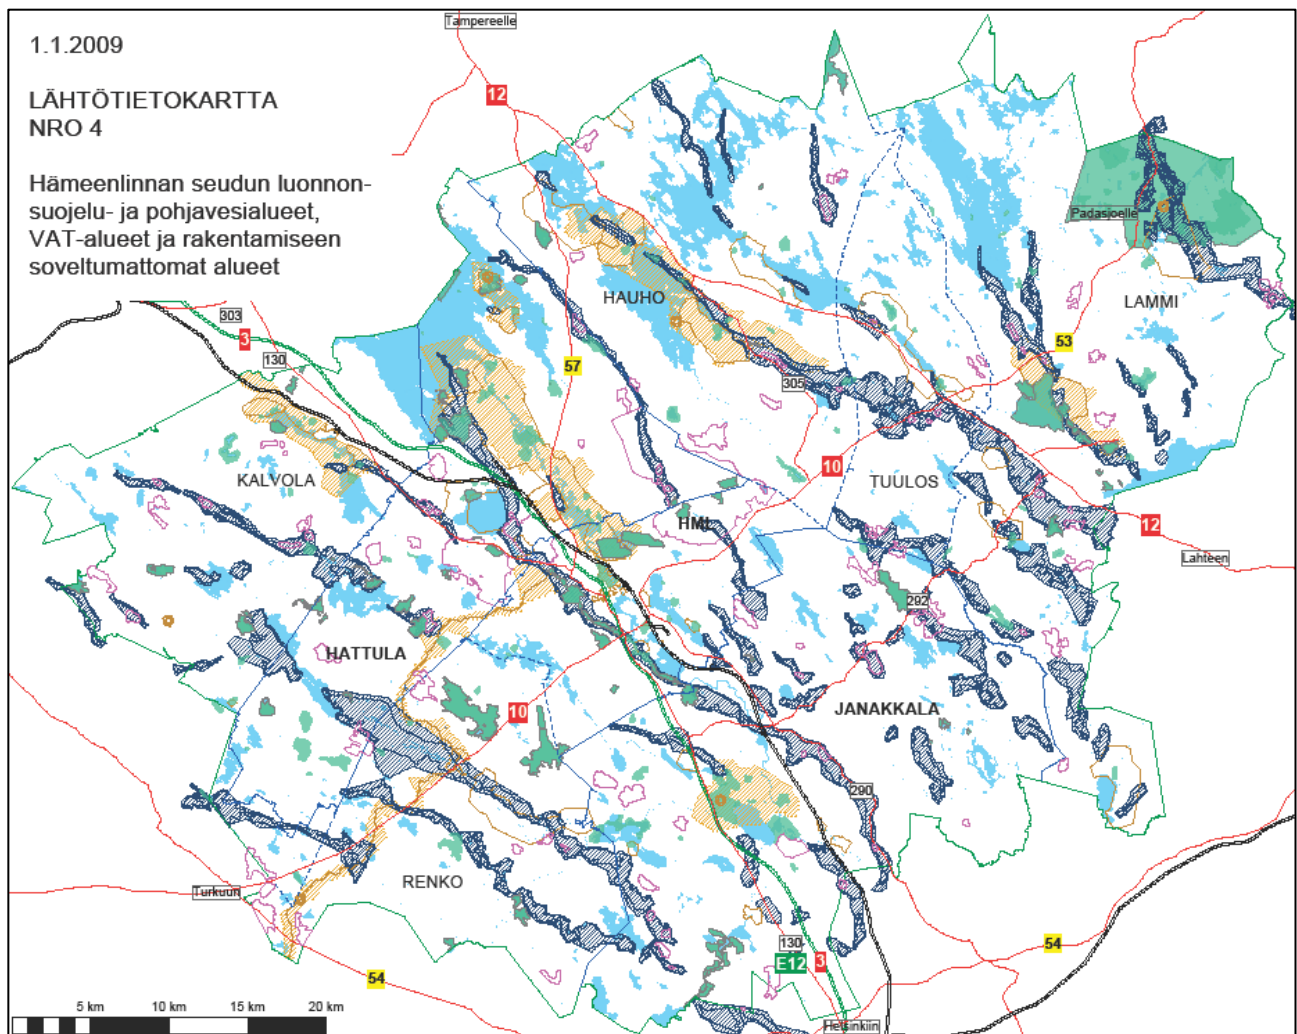 1.1.2009
LÄHTÖTIETOKARTTA
NRO 4
Hämeenlinnan seudun luonnon-
suojelu- ja pohjavesialueet,
VAT-alueet ja rakentamiseen
soveltumattomat alueet
Tampereelle
12
Padasjoelle
303
3
130
HAUHO
LAMMI
53
57
305
KALVOLA
10
TUULOS
HML
12
Lahteen
292
HATTULA
10
JANAKKALA
290
RENKO
Turkuun
54
130
E12
3
54
Helsinkiin
5 km
10 km
15 km
20 km